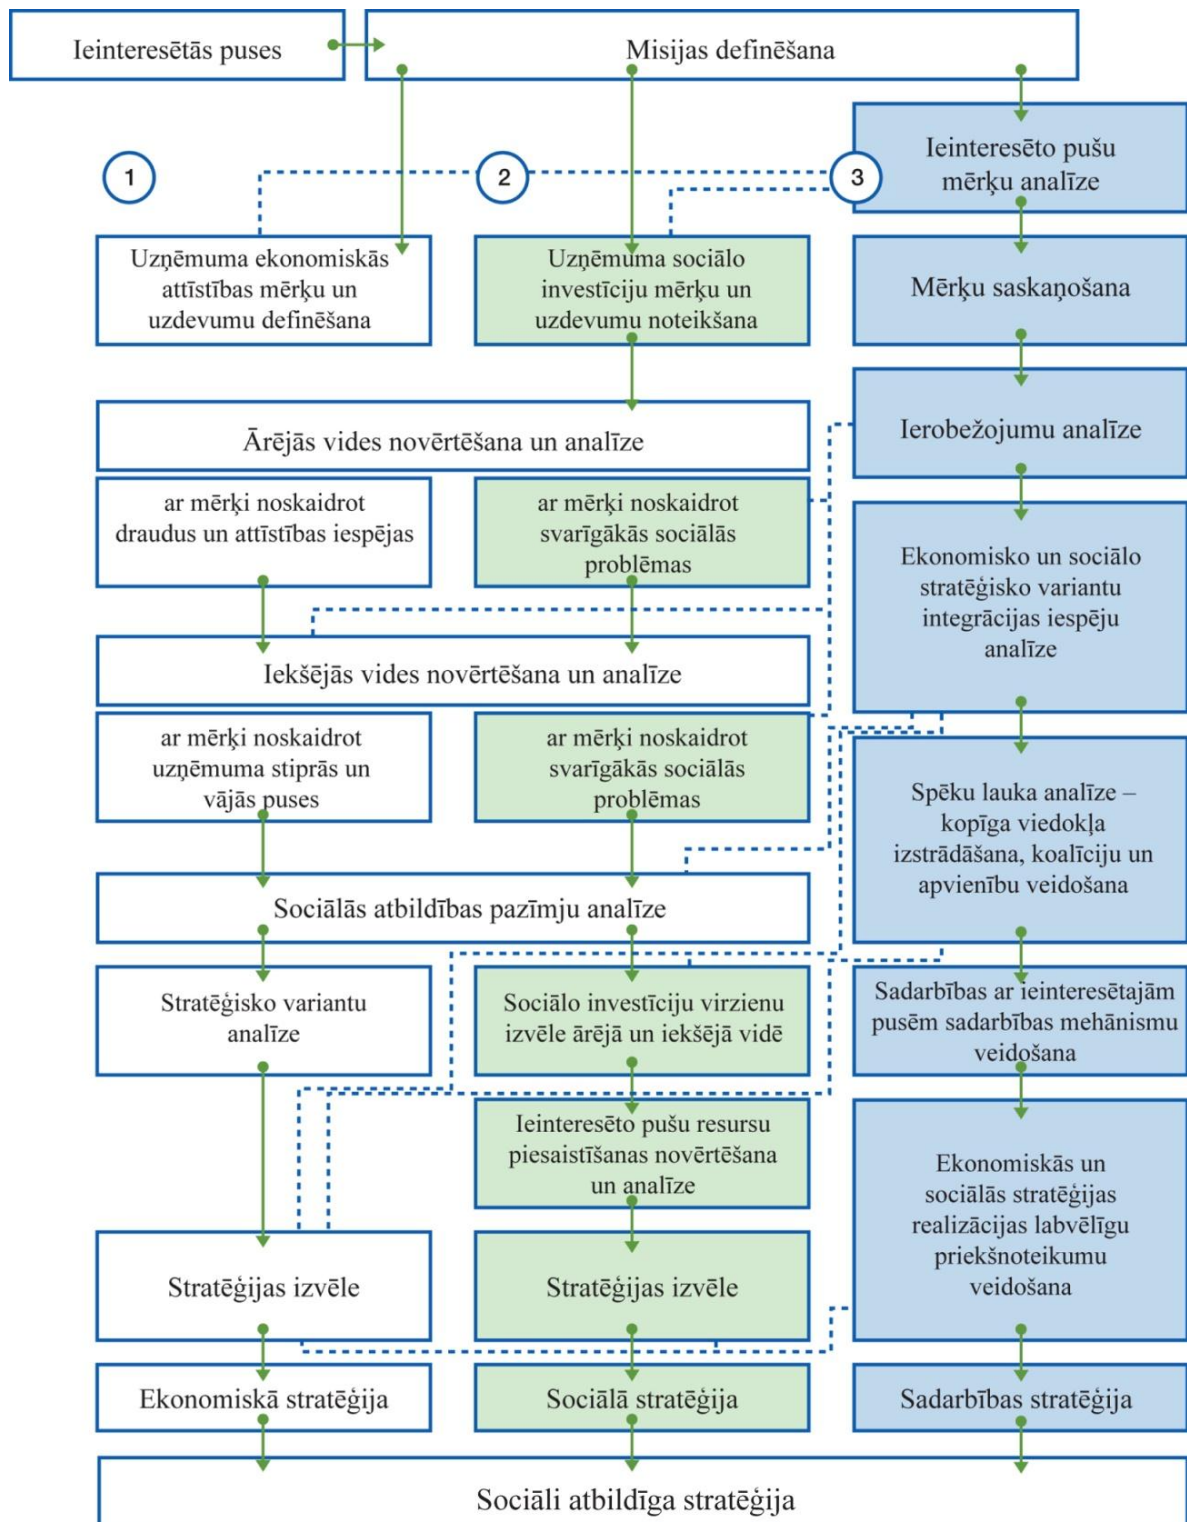 Ieinteresētās puses
Misijas definēšana
1
2
3
Ieinteresēto pušu
mērķu analīze
Uzņēmuma ekonomiskās
attīstības mērķu un
uzdevumu definēšana
Uzņēmuma sociālo
investīciju mērķu un
uzdevumu noteikšana
Mērķu saskaņošana
Ārējās vides novērtēšana un analīze
Ierobežojumu analīze
ar mērķi noskaidrot
draudus un attīstības iespējas
ar mērķi noskaidrot
svarīgākās sociālās
problēmas
Ekonomisko un sociālo
stratēģisko variantu
integrācijas iespēju
analīze
Iekšējās vides novērtēšana un analīze
ar mērķi noskaidrot
uzņēmuma stiprās un
vājās puses
ar mērķi noskaidrot
svarīgākās sociālās
problēmas
Spēku lauka analīze –
kopīga viedokļa
izstrādāšana, koalīciju un
apvienību veidošana
Sociālās atbildības pazīmju analīze
Stratēģisko variantu
analīze
Sociālo investīciju virzienu
izvēle ārējā un iekšējā vidē
Sadarbības ar ieinteresētajām
pusēm sadarbības mehānismu
veidošana
Ieinteresēto pušu resursu
piesaistīšanas novērtēšana
un analīze
Ekonomiskās un
sociālās stratēģijas
realizācijas labvēlīgu
priekšnoteikumu
veidošana
Stratēģijas izvēle
Stratēģijas izvēle
Ekonomiskā stratēģija
Sociālā stratēģija
Sadarbības stratēģija
Sociāli atbildīga stratēģija